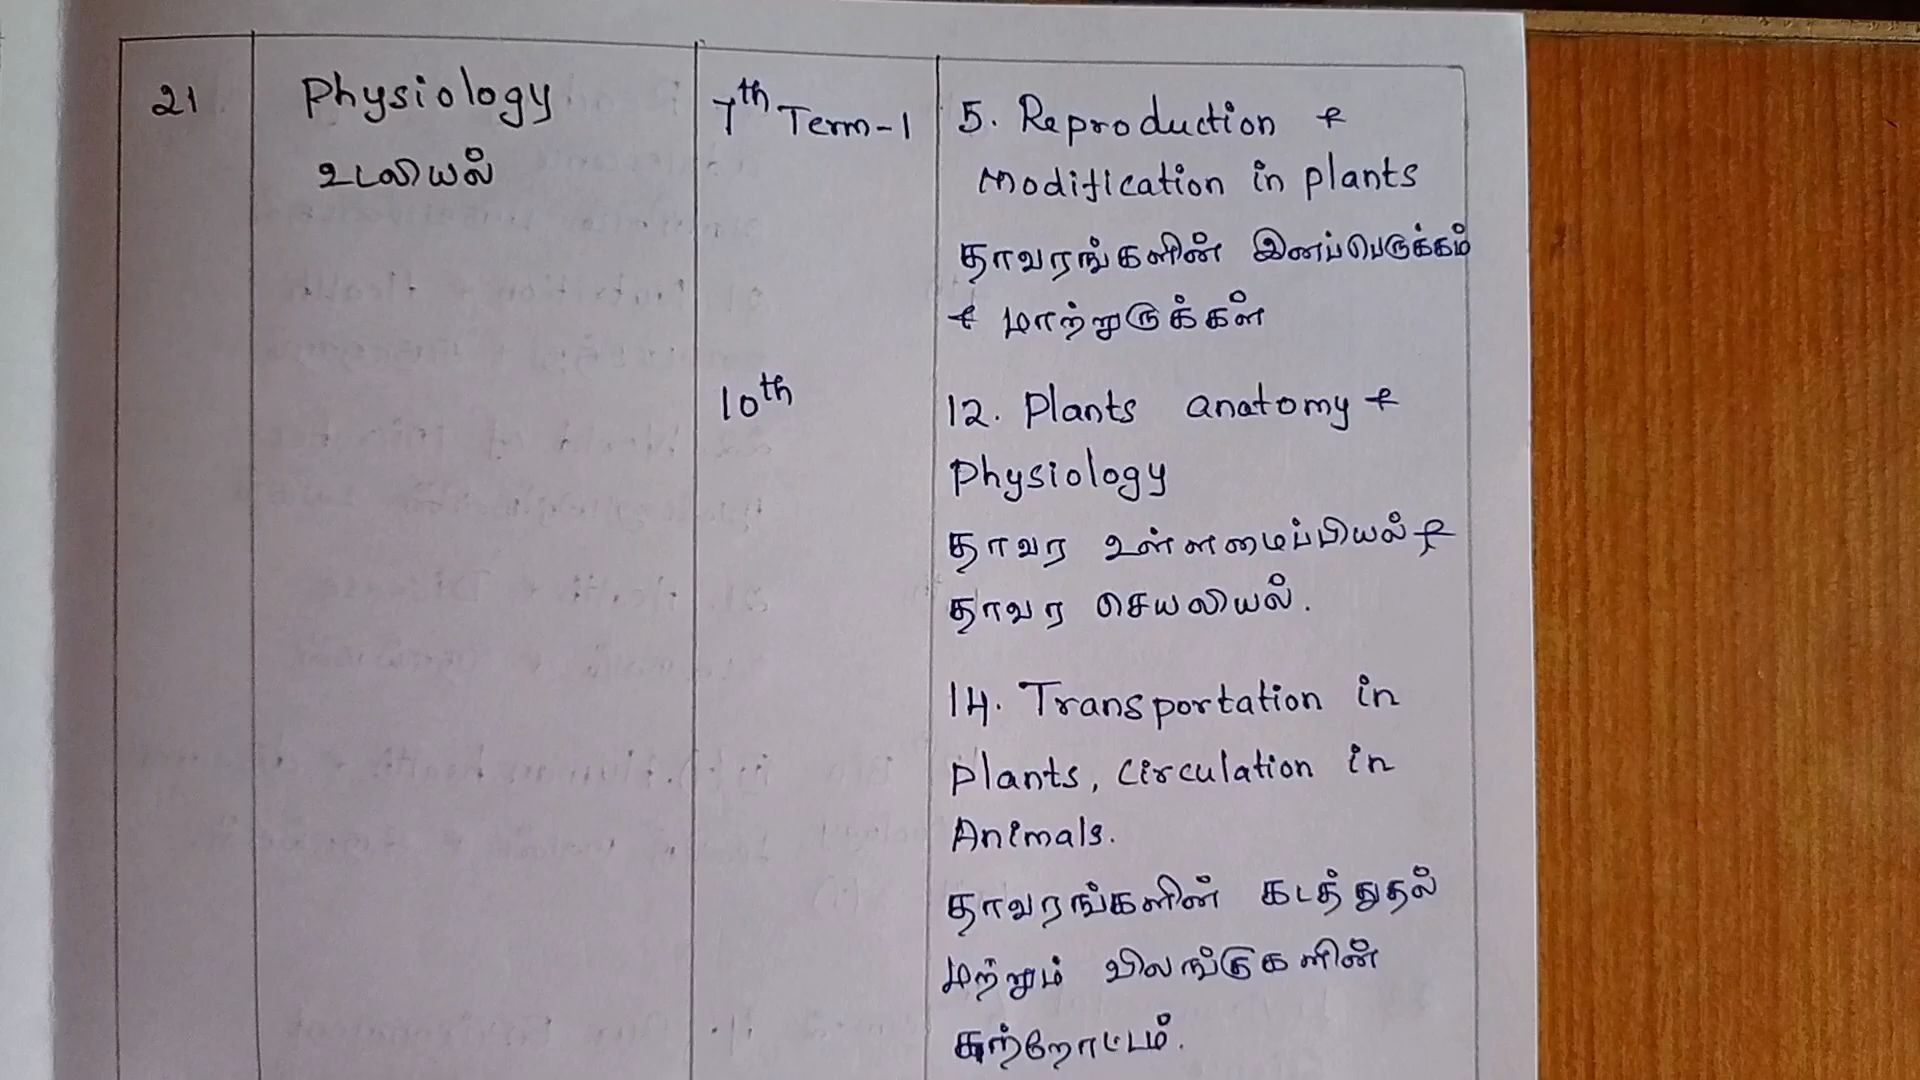 21
Physiology
உடலியல்
7th Term-1
5. Reproduction &
Modification in plants
தாவரங்களின் இனப்பெருக்கம்
& மாற்றுருக்கள்
10th
12. Plants anatomy &
Physiology
தாவர உள்ளமைப்பியல் &
தாவர செயலியல்.
14. Transportation in
Plants, circulation in
Animals.
தாவரங்களின் கடத்துதல்
மற்றும் விலங்குகளின்
சுற்றோட்டம்.